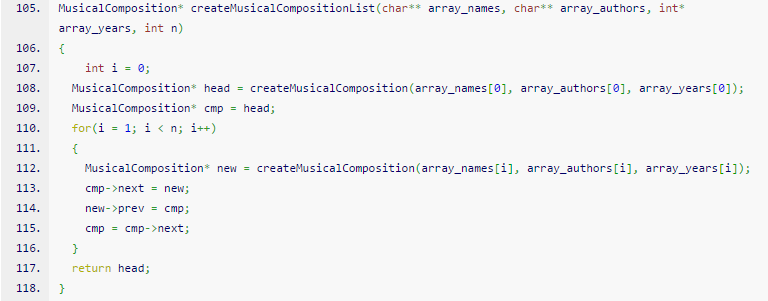 105. MusicalComposition* createMusicalCompositionList(char** array_names, char** array_authors, int*
array_years, int n)
106. {
107.     int i = 0;
108.   MusicalComposition* head = createMusicalComposition(array_names[0], array_authors[0], array_years[0]);
109.   MusicalComposition* cmp = head;
110.   for(i = 1; i < n; i++)
111.   {
112.     MusicalComposition* new = createMusicalComposition(array_names[i], array_authors[i], array_years[i]);
113.     cmp->next = new;
114.     new->prev = cmp;
115.     cmp = cmp->next;
116.   }
117.   return head;
118. }